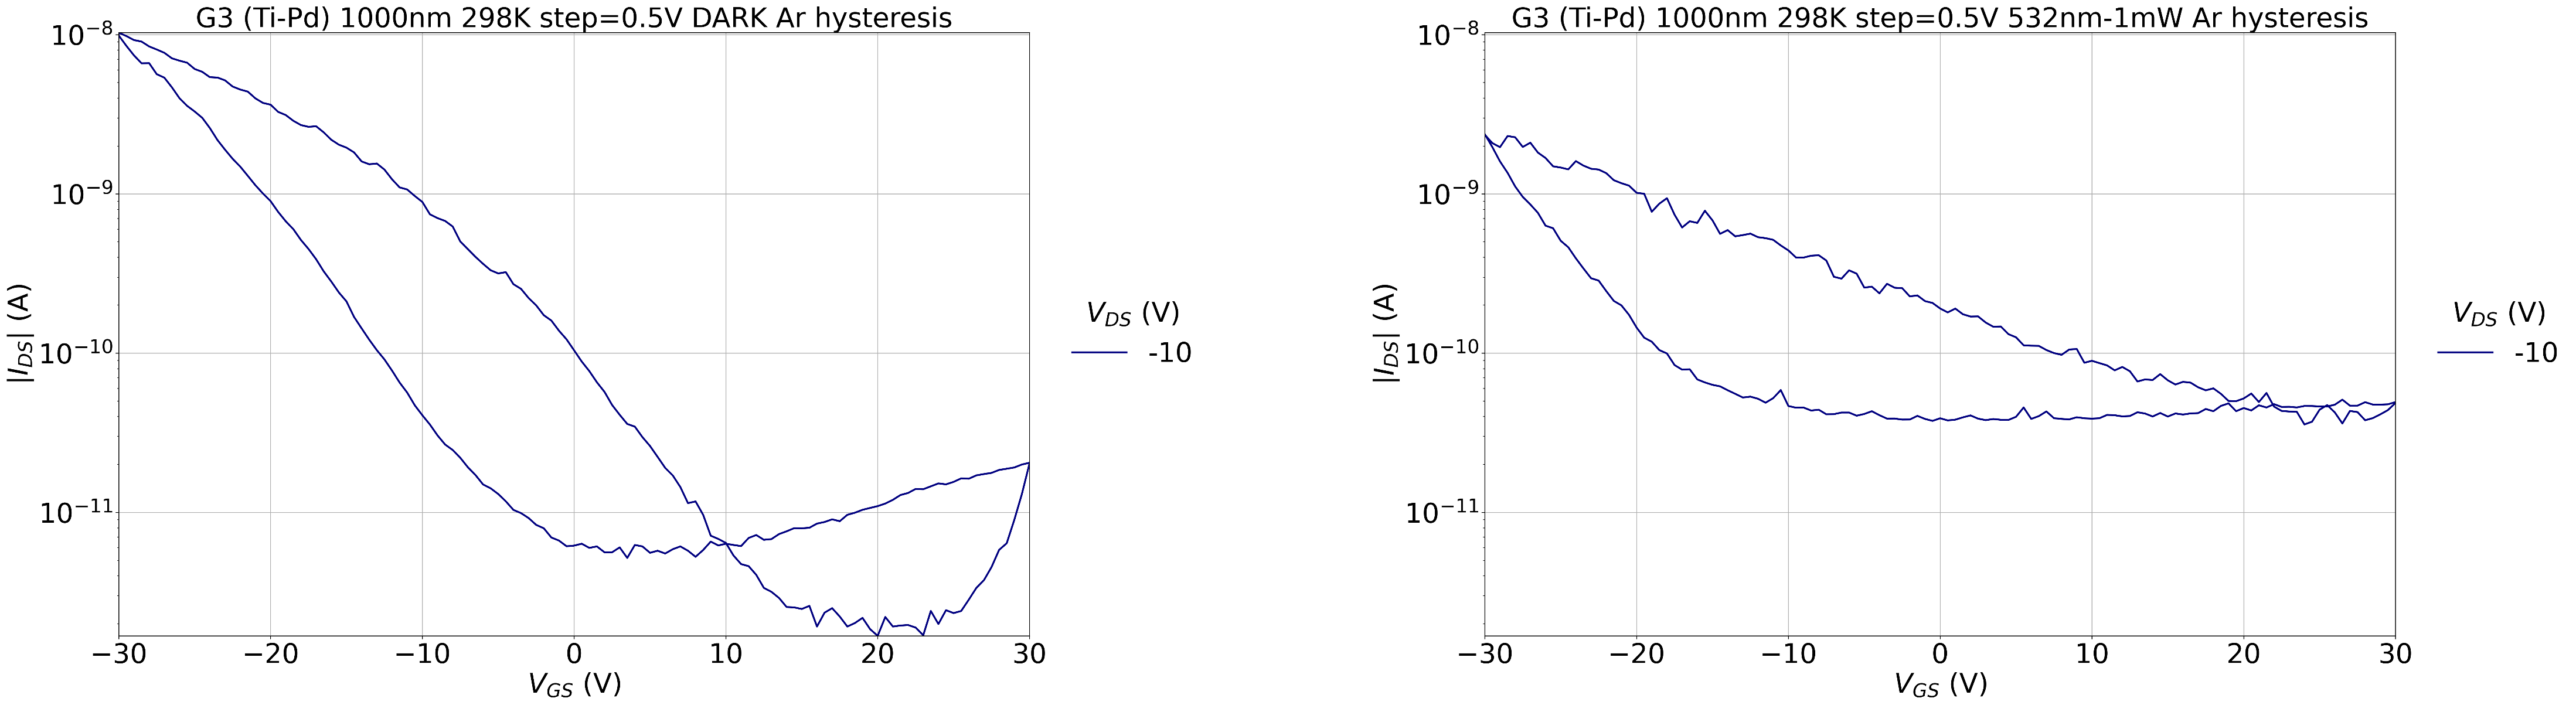 G3 (Ti-Pd) 1000nm 298K step=0.5V DARK Ar hysteresis
10⁻⁸
10⁻⁹
10⁻¹⁰
10⁻¹¹
|I_DS| (A)
−30 −20 −10 0 10 20 30
V_GS (V)
V_DS (V)
-10
G3 (Ti-Pd) 1000nm 298K step=0.5V 532nm-1mW Ar hysteresis
10⁻⁸
10⁻⁹
10⁻¹⁰
10⁻¹¹
|I_DS| (A)
−30 −20 −10 0 10 20 30
V_GS (V)
V_DS (V)
-10